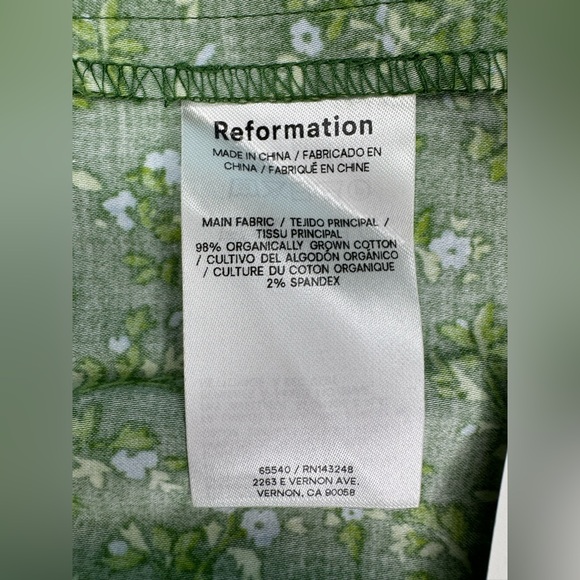 Reformation
MADE IN CHINA / FABRICADO EN
CHINA / FABRIQUÉ EN CHINE
MAIN FABRIC / TEJIDO PRINCIPAL /
TISSU PRINCIPAL
98% ORGANICALLY GROWN COTTON
/ CULTIVO DEL ALGODÓN ORGÁNICO
/ CULTURE DU COTON ORGANIQUE
2% SPANDEX
65540 / RN143248
2263 E VERNON AVE,
VERNON, CA 90058